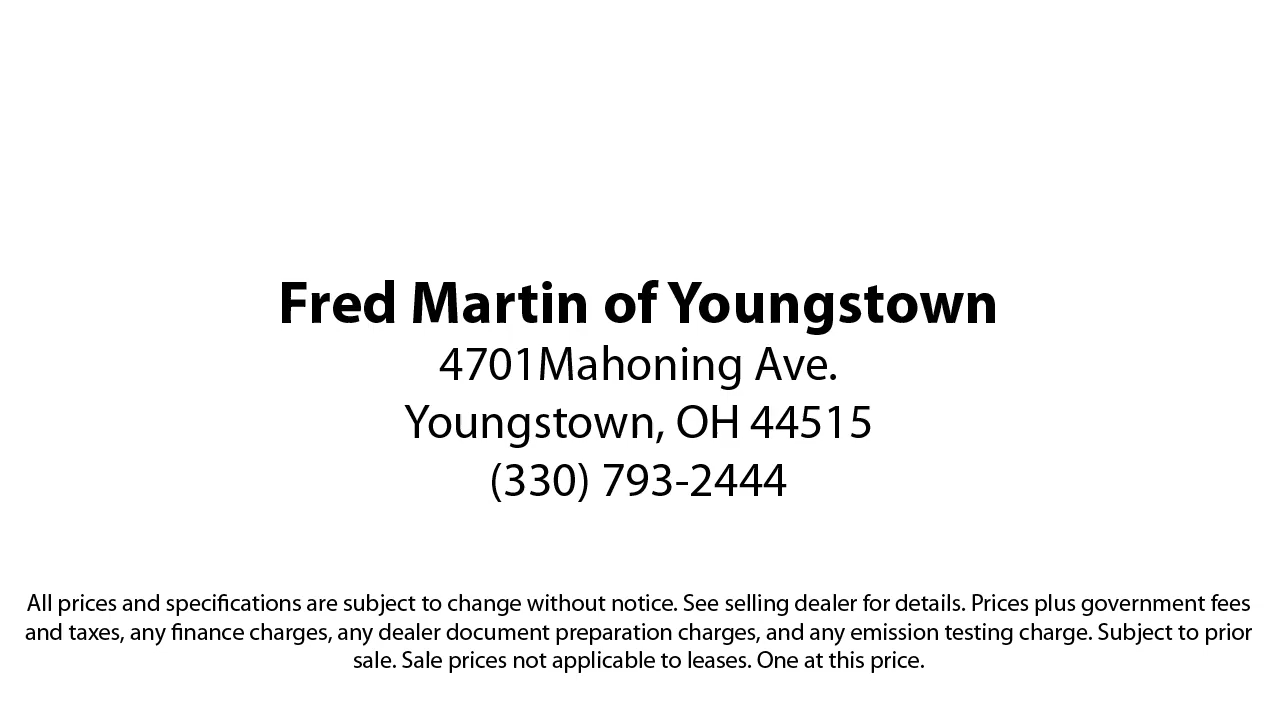 Fred Martin of Youngstown
4701Mahoning Ave.
Youngstown, OH 44515
(330) 793-2444
All prices and specifications are subject to change without notice. See selling dealer for details. Prices plus government fees
and taxes, any finance charges, any dealer document preparation charges, and any emission testing charge. Subject to prior
sale. Sale prices not applicable to leases. One at this price.